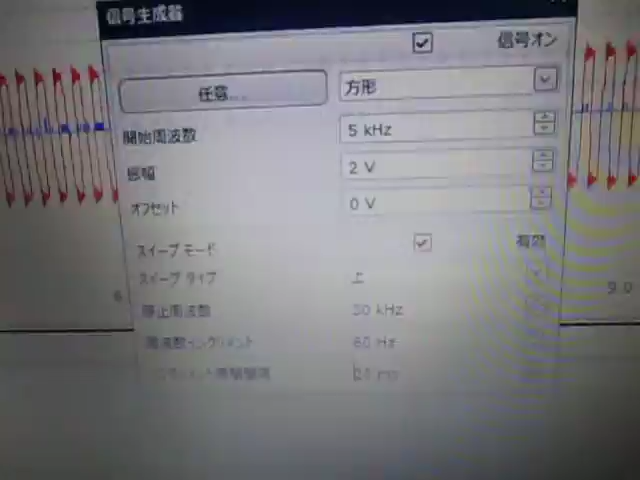 信号生成器
信号オン
任意... 方形
開始周波数 5 kHz
振幅 2 V
オフセット 0 V
スイープ モード 有効
スイープ タイプ 上
停止周波数 30 kHz
周波数インクリメント 60 Hz
9.0